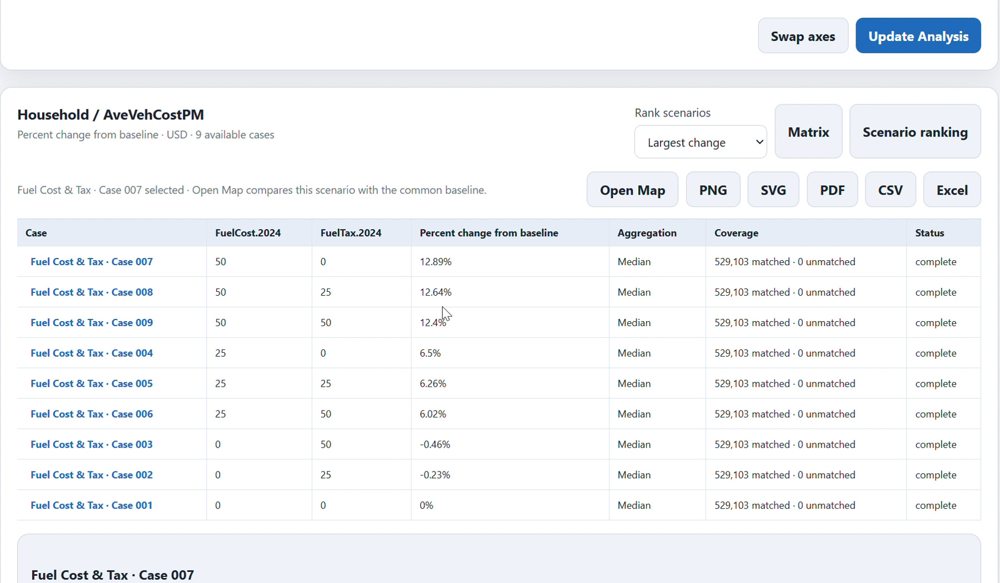 Swap axes
Update Analysis
Household / AveVehCostPM
Percent change from baseline · USD · 9 available cases
Rank scenarios
Largest change
Matrix
Scenario ranking
Fuel Cost & Tax · Case 007 selected · Open Map compares this scenario with the common baseline.
Open Map
PNG
SVG
PDF
CSV
Excel
Case FuelCost.2024 FuelTax.2024 Percent change from baseline Aggregation Coverage Status
Fuel Cost & Tax · Case 007 50 0 12.89% Median 529,103 matched · 0 unmatched complete
Fuel Cost & Tax · Case 008 50 25 12.64% Median 529,103 matched · 0 unmatched complete
Fuel Cost & Tax · Case 009 50 50 12.4% Median 529,103 matched · 0 unmatched complete
Fuel Cost & Tax · Case 004 25 0 6.5% Median 529,103 matched · 0 unmatched complete
Fuel Cost & Tax · Case 005 25 25 6.26% Median 529,103 matched · 0 unmatched complete
Fuel Cost & Tax · Case 006 25 50 6.02% Median 529,103 matched · 0 unmatched complete
Fuel Cost & Tax · Case 003 0 50 -0.46% Median 529,103 matched · 0 unmatched complete
Fuel Cost & Tax · Case 002 0 25 -0.23% Median 529,103 matched · 0 unmatched complete
Fuel Cost & Tax · Case 001 0 0 0% Median 529,103 matched · 0 unmatched complete
Fuel Cost & Tax · Case 007